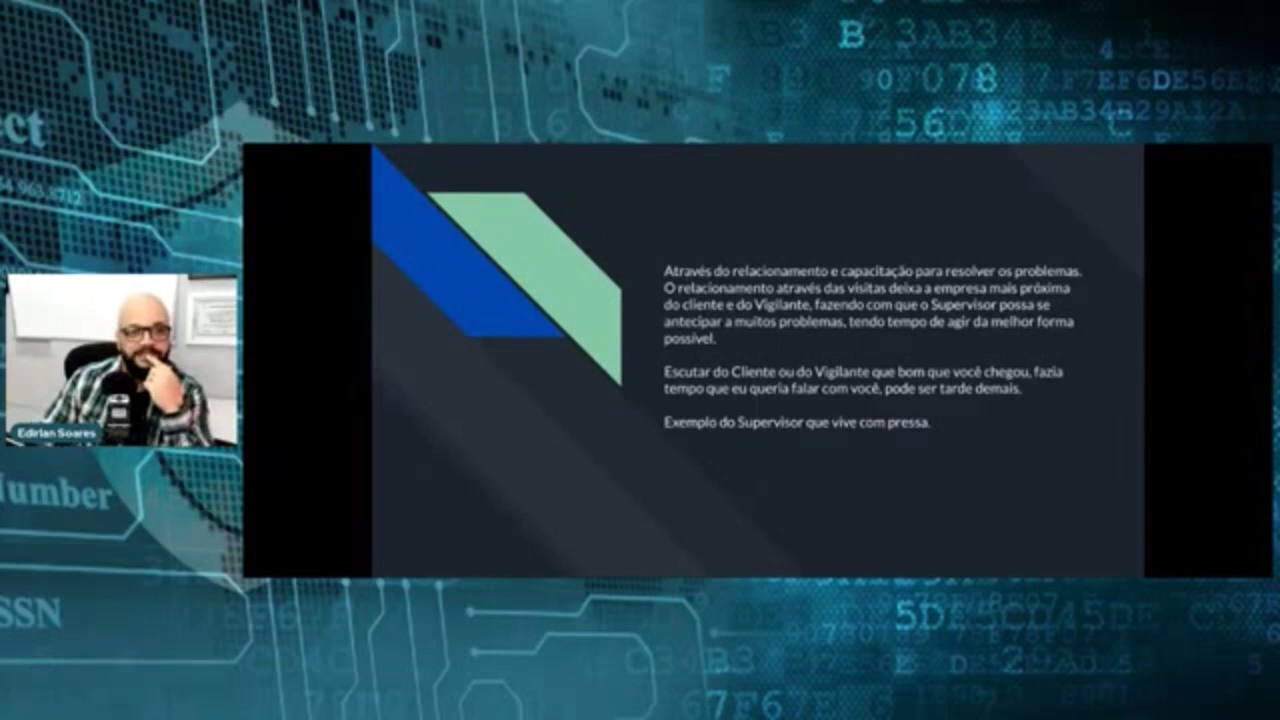 ect
Number
SSN
Edirlan Soares
Através do relacionamento e capacitação para resolver os problemas.
O relacionamento através das visitas deixa a empresa mais próxima
do cliente e do Vigilante, fazendo com que o Supervisor possa se
antecipar a muitos problemas, tendo tempo de agir da melhor forma
possível.
Escutar do Cliente ou do Vigilante que bom que você chegou, fazia
tempo que eu queria falar com você, pode ser tarde demais.
Exemplo do Supervisor que vive com pressa.